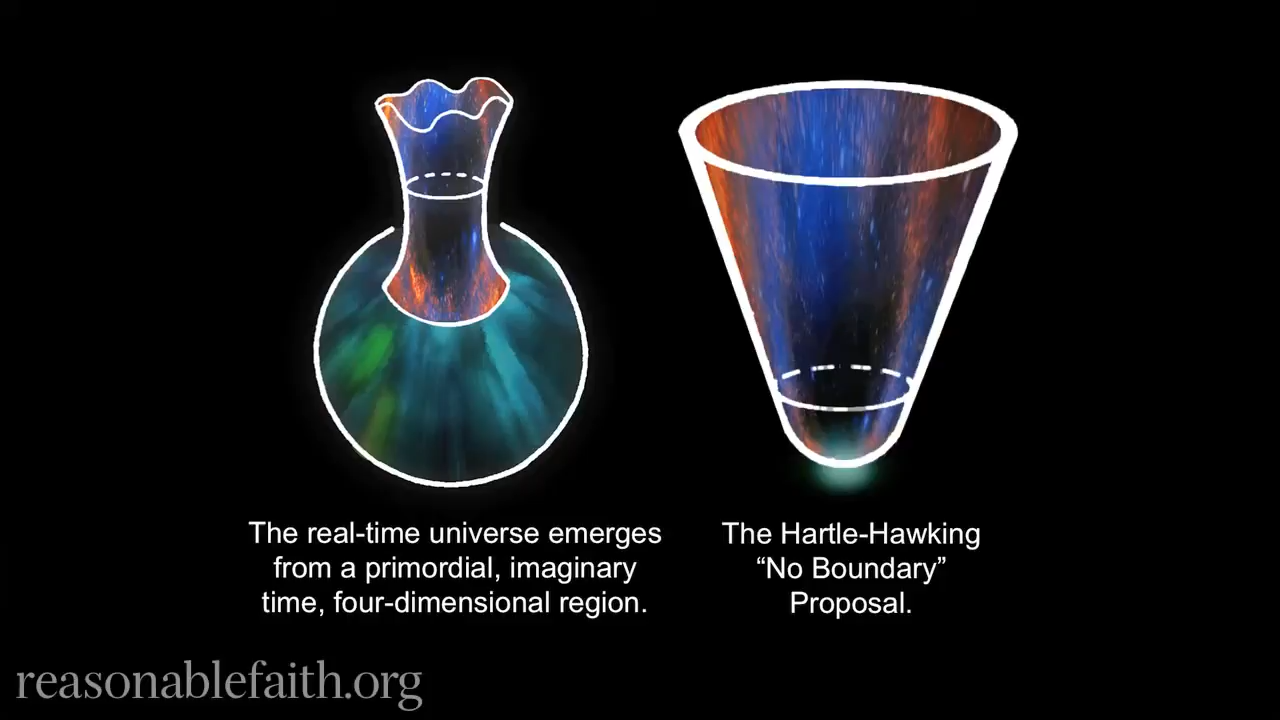 The real-time universe emerges
from a primordial, imaginary
time, four-dimensional region.
The Hartle-Hawking
“No Boundary”
Proposal.
reasonablefaith.org